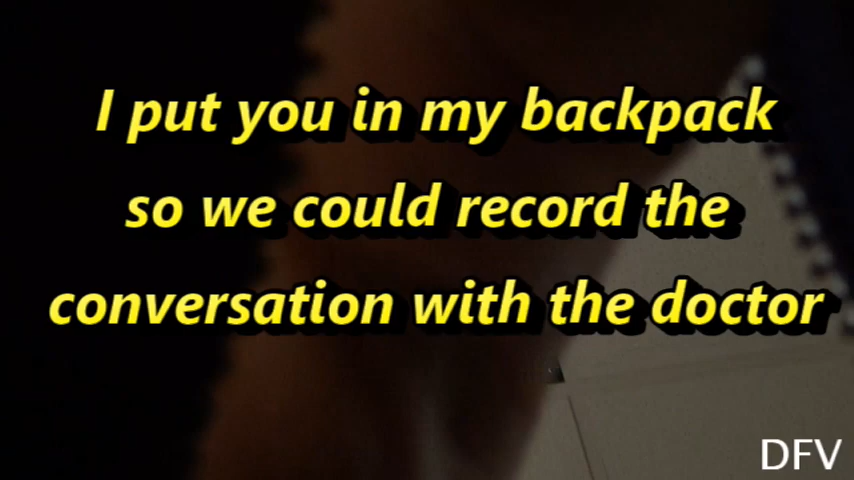 I put you in my backpack
so we could record the
conversation with the doctor
DFV